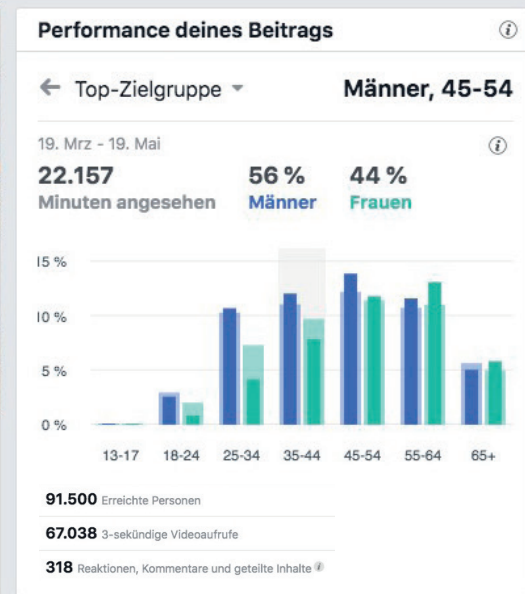 Performance deines Beitrags
Top-Zielgruppe
Männer, 45-54
19. Mrz - 19. Mai
22.157 56 % 44 %
Minuten angesehen Männer Frauen
15 %
10 %
5 %
0 %
13-17 18-24 25-34 35-44 45-54 55-64 65+
91.500 Erreichte Personen
67.038 3-sekündige Videoaufrufe
318 Reaktionen, Kommentare und geteilte Inhalte